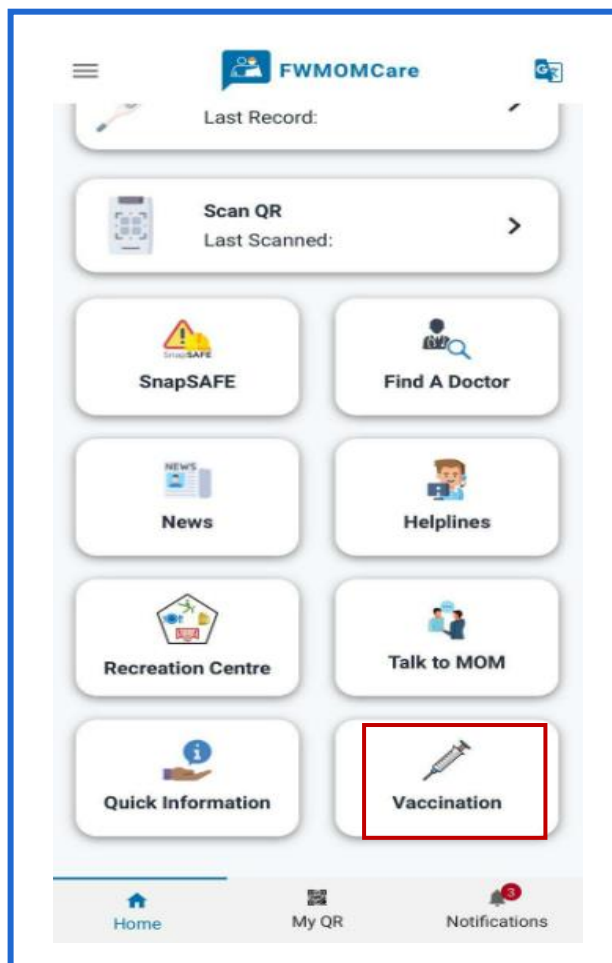 FWMOMCare
Last Record:
Scan QR
Last Scanned:
SnapSAFE
SnapSAFE
Find A Doctor
NEWS
News
Helplines
Recreation Centre
Talk to MOM
Quick Information
Vaccination
3
Home
My QR
Notifications